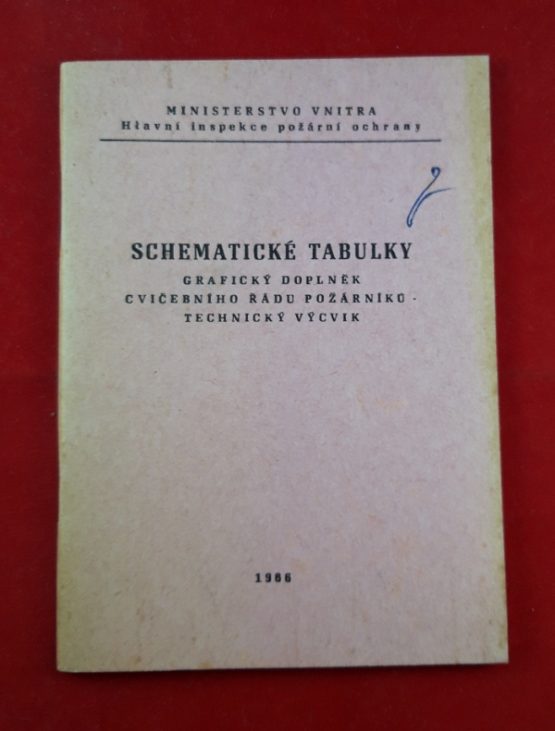 MINISTERSTVO VNITRA
Hlavní inspekce požární ochrany
SCHEMATICKÉ TABULKY
GRAFICKÝ DOPLNĚK
CVIČEBNÍHO ŘÁDU POŽÁRNÍKŮ -
TECHNICKÝ VÝCVIK
1966